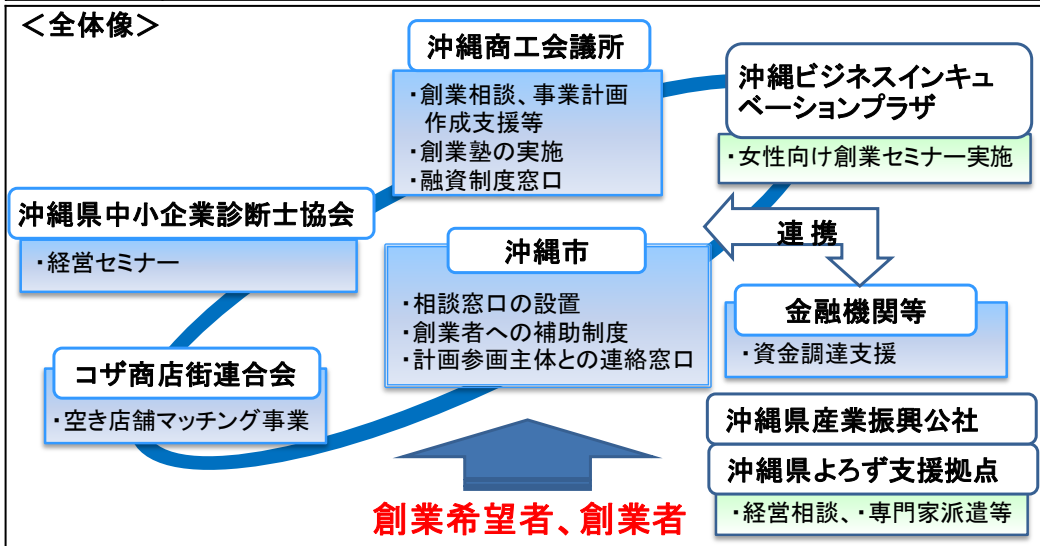 ＜全体像＞
沖縄商工会議所
・創業相談、事業計画
作成支援等
・創業塾の実施
・融資制度窓口
沖縄ビジネスインキュ
ベーションプラザ
・女性向け創業セミナー実施
沖縄県中小企業診断士協会
・経営セミナー
沖縄市
・相談窓口の設置
・創業者への補助制度
・計画参画主体との連絡窓口
連携
金融機関等
・資金調達支援
コザ商店街連合会
・空き店舗マッチング事業
沖縄県産業振興公社
沖縄県よろず支援拠点
・経営相談、・専門家派遣等
創業希望者、創業者